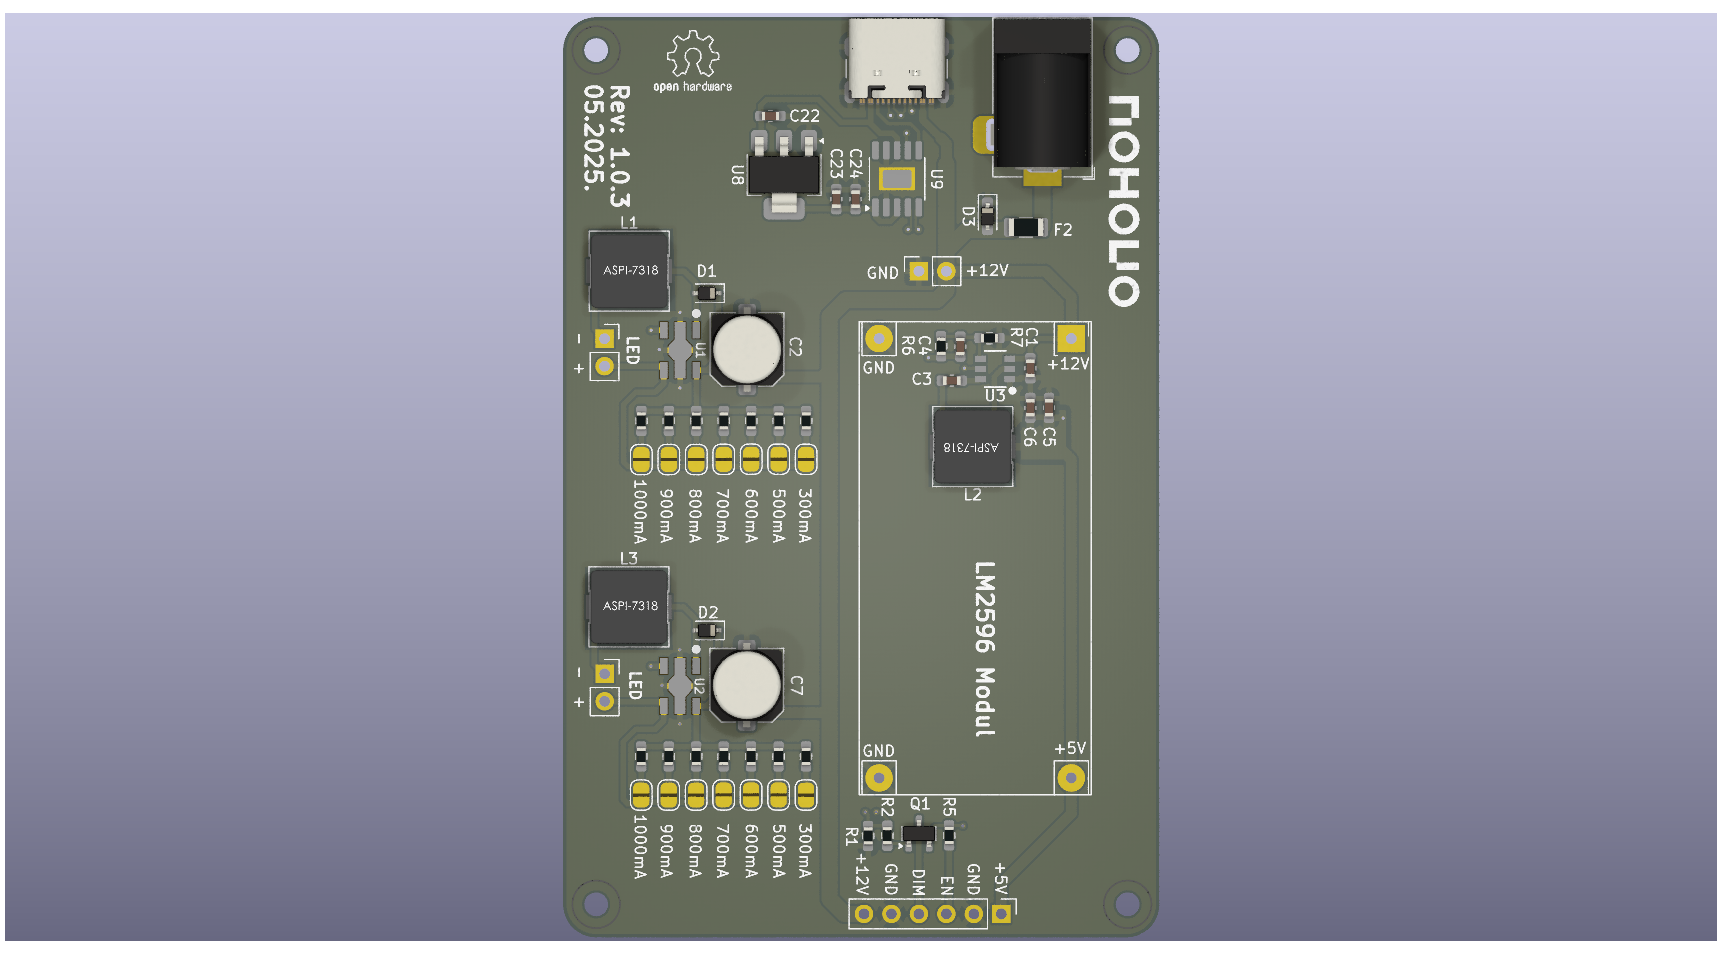 open hardware
Rev: 1.0.3
05.2025.
ПОНОЏО
C22
U8
C23
C24
U9
D3
F2
GND
+12V
L1
ASPI-7318
D1
U1
C2
-
+
LED
1000mA
900mA
800mA
700mA
600mA
500mA
300mA
GND
R6
C4
R7
C1
+12V
C3
U3
C6
C5
ASPI-7318
L2
LM2596 Modul
L3
ASPI-7318
D2
U2
C7
-
+
LED
1000mA
900mA
800mA
700mA
600mA
500mA
300mA
GND
+5V
R1
R2
Q1
R5
+12V
GND
DIM
EN
GND
+5V